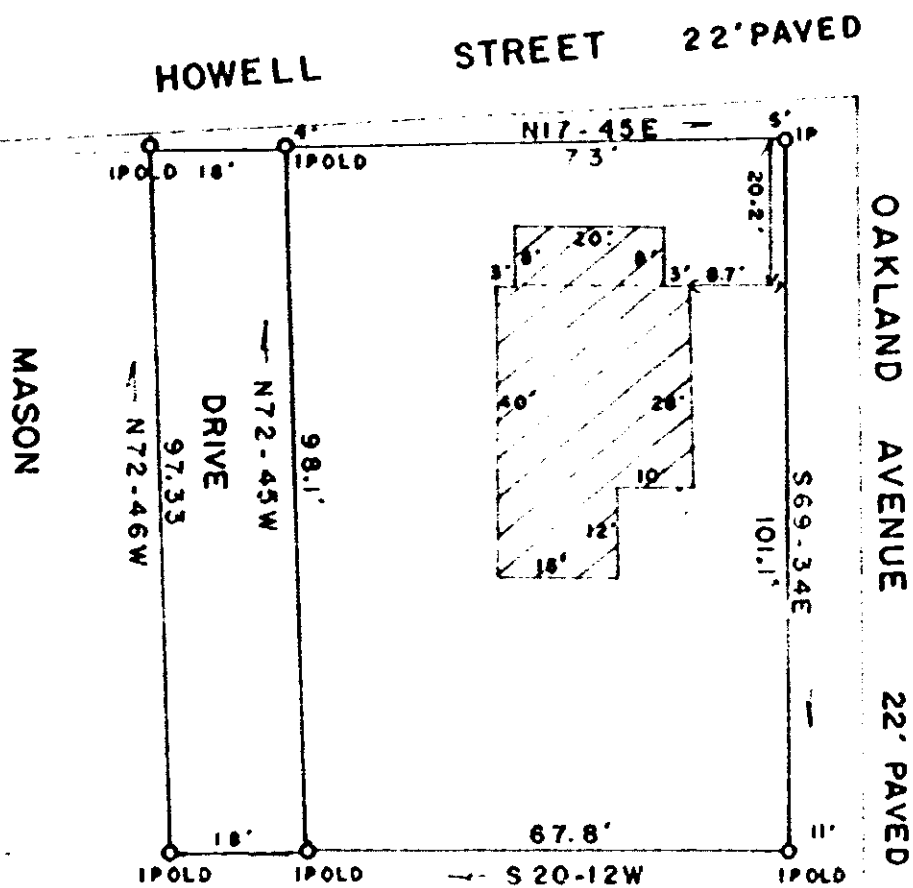 HOWELL STREET 22' PAVED
4'
N17-45E
5'
IP
IPOLD 18' IPOLD
73'
20.2'
20'
8' 8'
3' 3' 8.7'
OAKLAND AVENUE 22' PAVED
MASON
N72-46W
97.33
DRIVE
N72-45W
98.1'
40' 28'
10
12'
S69-34E
101.1'
18' 67.8' 11'
IPOLD IPOLD S20-12W IPOLD